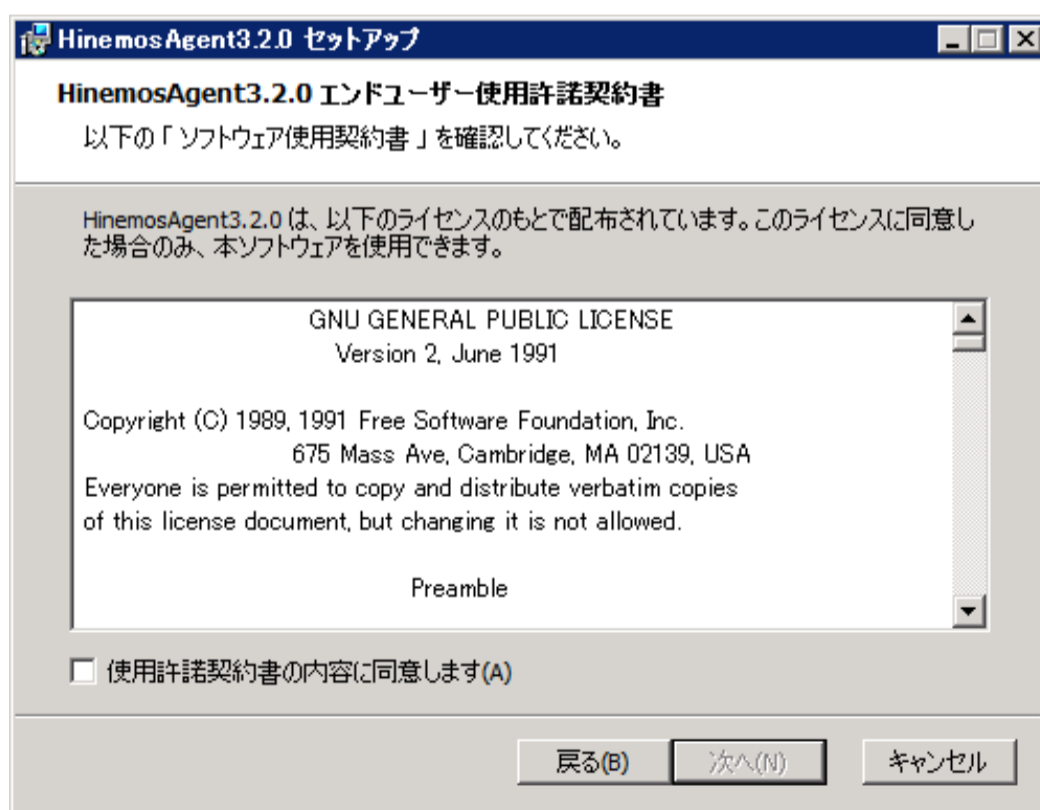 HinemosAgent3.2.0 セットアップ
HinemosAgent3.2.0 エンドユーザー使用許諾契約書
以下の「 ソフトウェア使用契約書 」を確認してください。
HinemosAgent3.2.0 は、以下のライセンスのもとで配布されています。このライセンスに同意し
た場合のみ、本ソフトウェアを使用できます。
GNU GENERAL PUBLIC LICENSE
Version 2, June 1991
Copyright (C) 1989, 1991 Free Software Foundation, Inc.
675 Mass Ave, Cambridge, MA 02139, USA
Everyone is permitted to copy and distribute verbatim copies
of this license document, but changing it is not allowed.
Preamble
使用許諾契約書の内容に同意します(A)
戻る(B) 次へ(N) キャンセル